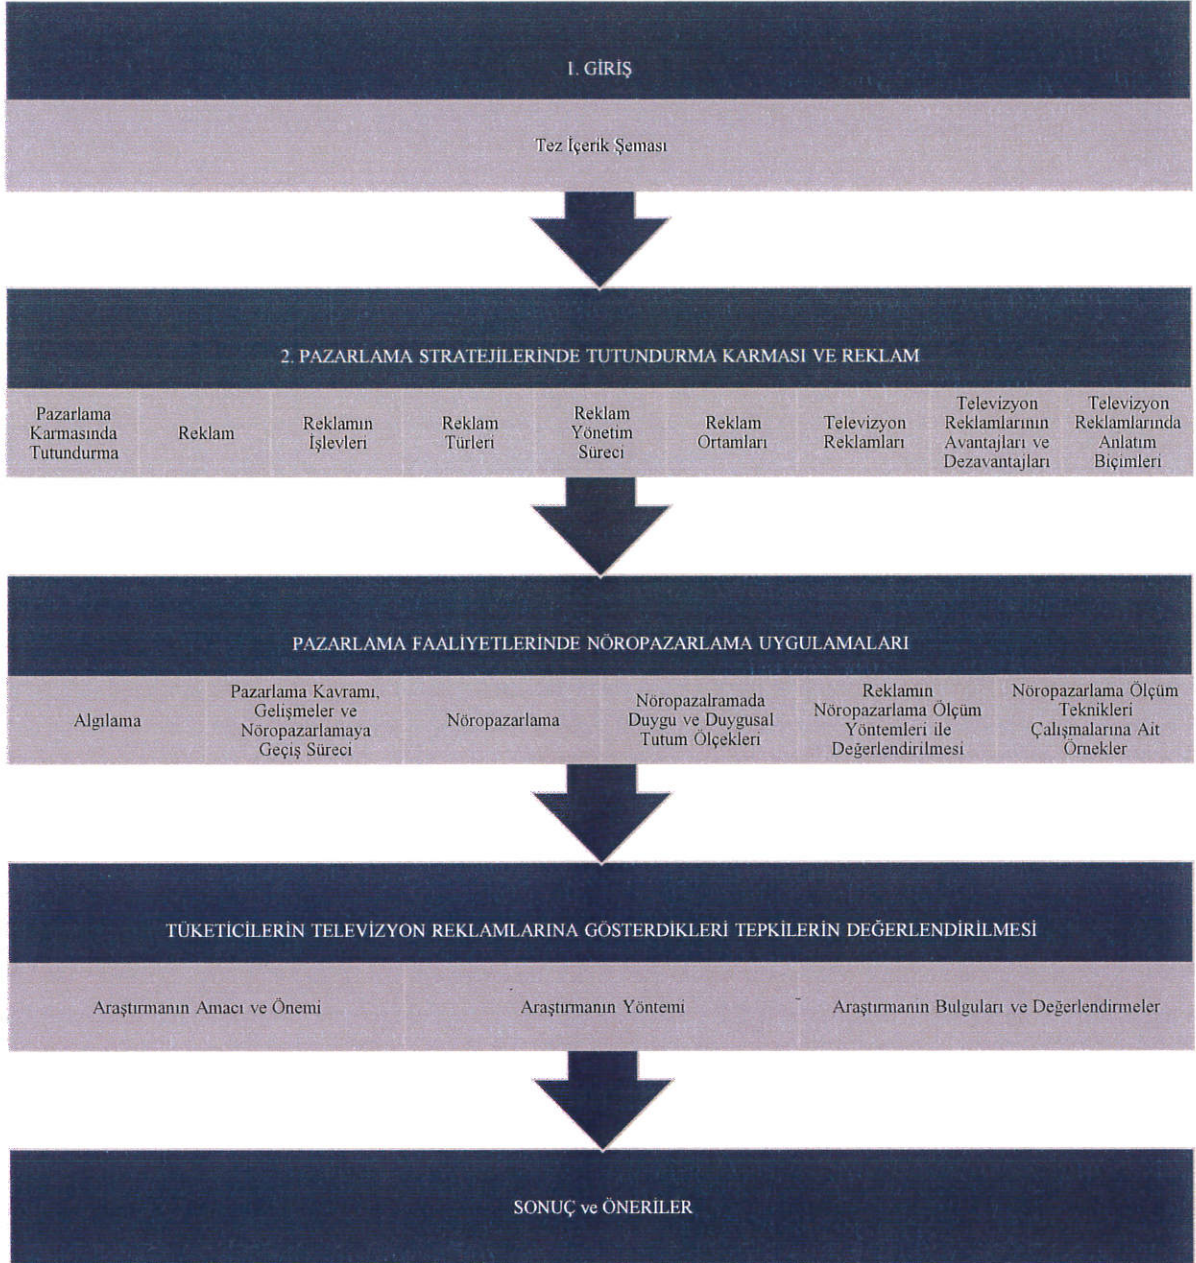 1. GİRİŞ
Tez İçerik Şeması
2. PAZARLAMA STRATEJİLERİNDE TUTUNDURMA KARMASI VE REKLAM
Pazarlama
Karmasında
Tutundurma
Reklam
Reklamın
İşlevleri
Reklam
Türleri
Reklam
Yönetim
Süreci
Reklam
Ortamları
Televizyon
Reklamları
Televizyon
Reklamlarının
Avantajları ve
Dezavantajları
Televizyon
Reklamlarında
Anlatım
Biçimleri
PAZARLAMA FAALİYETLERİNDE NÖROPAZARLAMA UYGULAMALARI
Algılama
Pazarlama Kavramı,
Gelişmeler ve
Nöropazarlamaya
Geçiş Süreci
Nöropazarlama
Nöropazalramada
Duygu ve Duygusal
Tutum Ölçekleri
Reklamın
Nöropazarlama Ölçüm
Yöntemleri ile
Değerlendirilmesi
Nöropazarlama Ölçüm
Teknikleri
Çalışmalarına Ait
Örnekler
TÜKETİCİLERİN TELEVİZYON REKLAMLARINA GÖSTERDİKLERİ TEPKİLERİN DEĞERLENDİRİLMESİ
Araştırmanın Amacı ve Önemi
Araştırmanın Yöntemi
Araştırmanın Bulguları ve Değerlendirmeler
SONUÇ ve ÖNERİLER